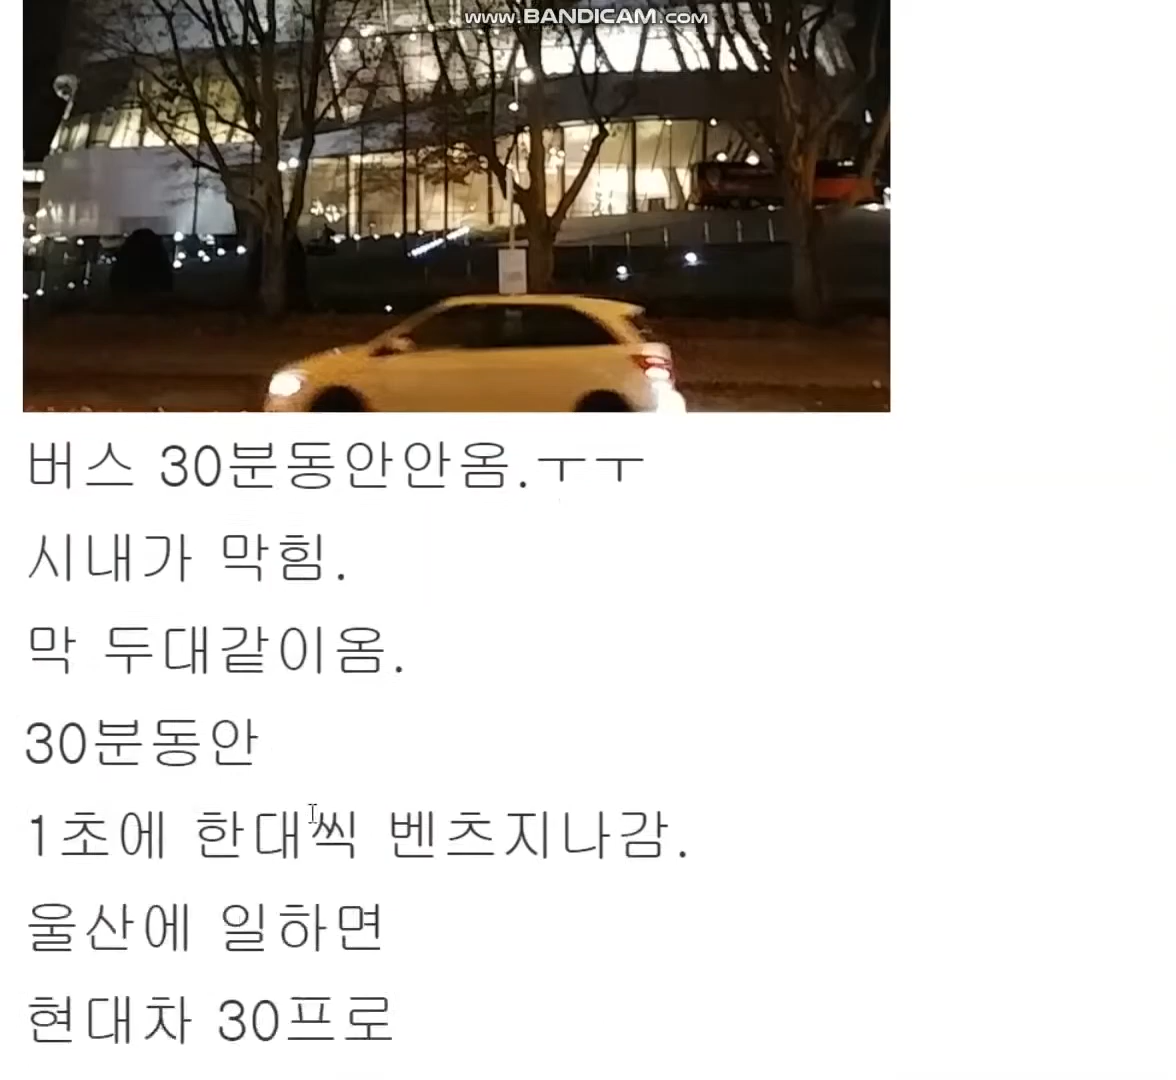 www.BANDICAM.com
버스 30분동안안옴.ㅜㅜ
시내가 막힘.
막 두대같이옴.
30분동안
1초에 한대씩 벤츠지나감.
울산에 일하면
현대차 30프로